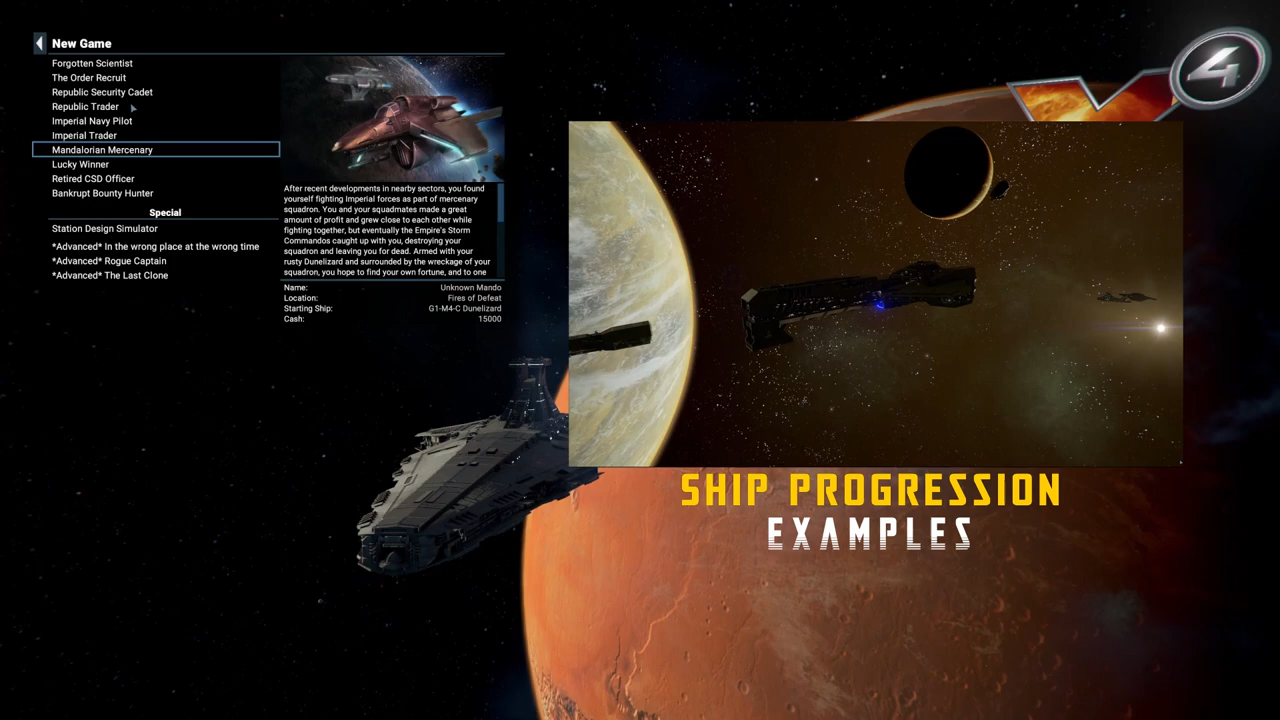 New Game
Forgotten Scientist
The Order Recruit
Republic Security Cadet
Republic Trader
Imperial Navy Pilot
Imperial Trader
Mandalorian Mercenary
Lucky Winner
Retired CSD Officer
Bankrupt Bounty Hunter
Special
Station Design Simulator
*Advanced* In the wrong place at the wrong time
*Advanced* Rogue Captain
*Advanced* The Last Clone
After recent developments in nearby sectors, you found
yourself fighting Imperial forces as part of mercenary
squadron. You and your squadmates made a great
amount of profit and grew close to each other while
fighting together, but eventually the Empire's Storm
Commandos caught up with you, destroying your
squadron and leaving you for dead. Armed with your
rusty Dunelizard and surrounded by the wreckage of your
squadron, you hope to find your own fortune, and to one
Name: Unknown Mando
Location: Fires of Defeat
Starting Ship: G1-M4-C Dunelizard
Cash: 15000
4
SHIP PROGRESSION
EXAMPLES